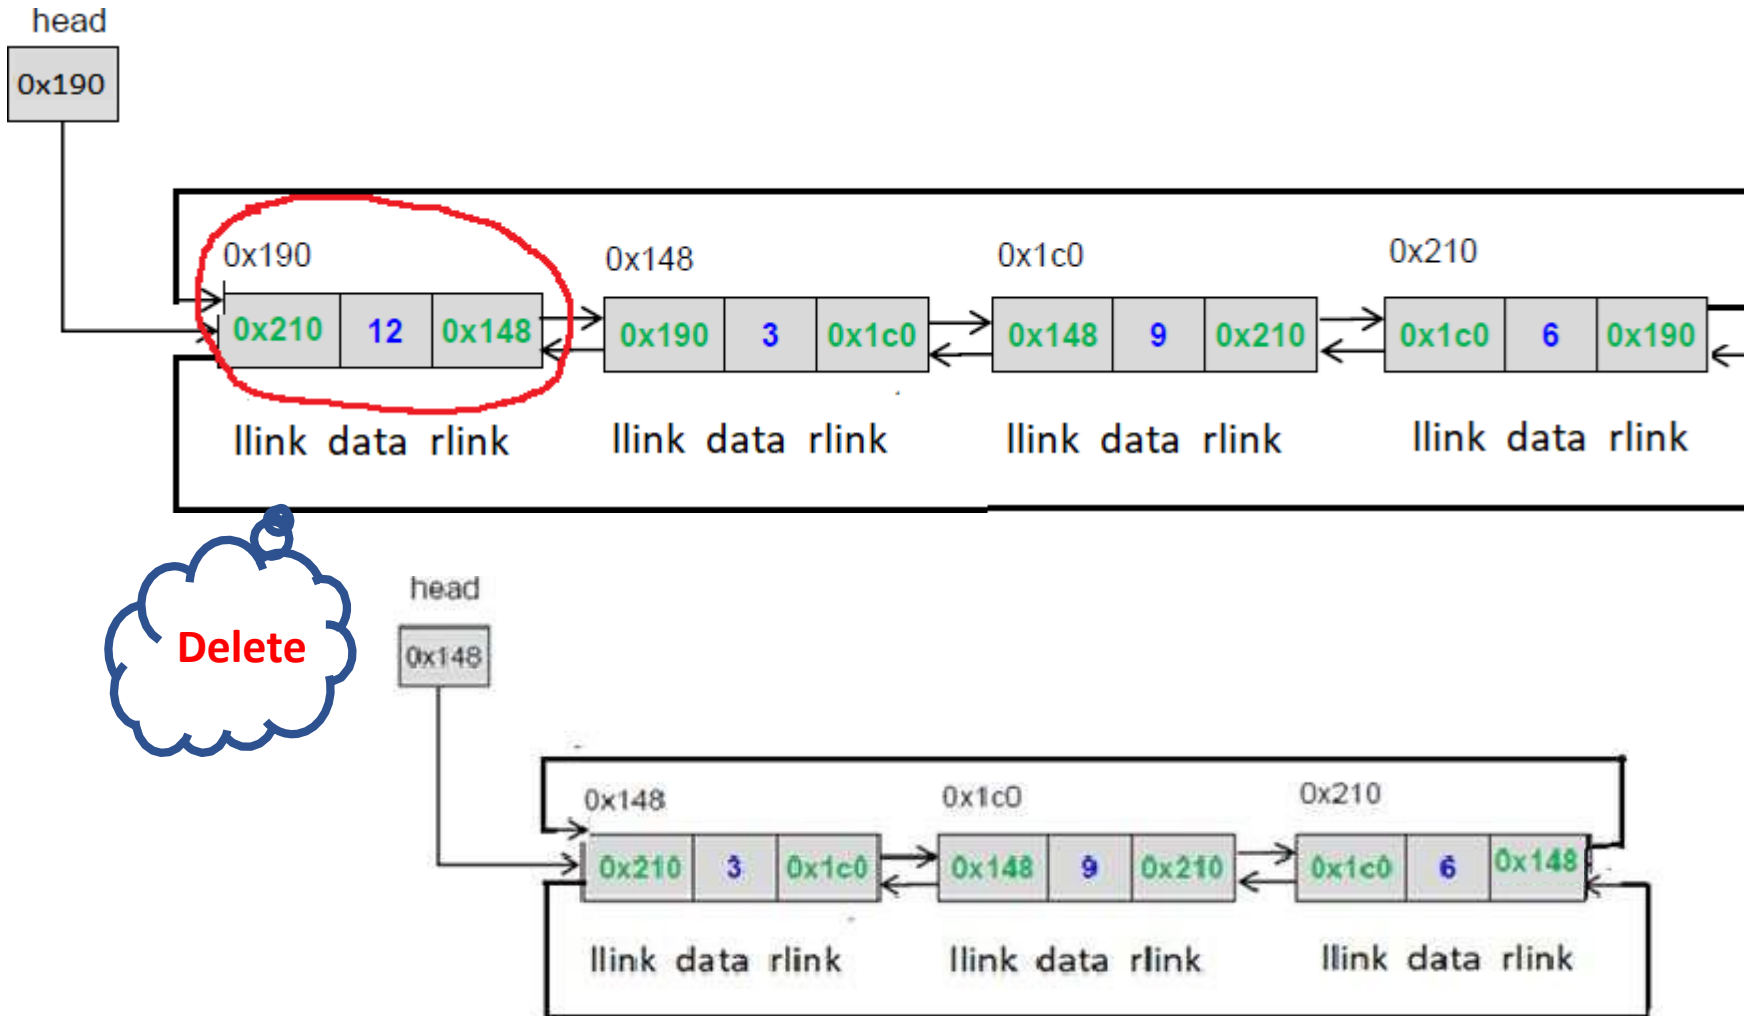 head
0x190
0x190 0x148 0x1c0 0x210
0x210 12 0x148 0x190 3 0x1c0 0x148 9 0x210 0x1c0 6 0x190
llink data rlink llink data rlink llink data rlink llink data rlink
head
Delete
0x148
0x148 0x1c0 0x210
0x210 3 0x1c0 0x148 9 0x210 0x1c0 6 0x148
llink data rlink llink data rlink llink data rlink